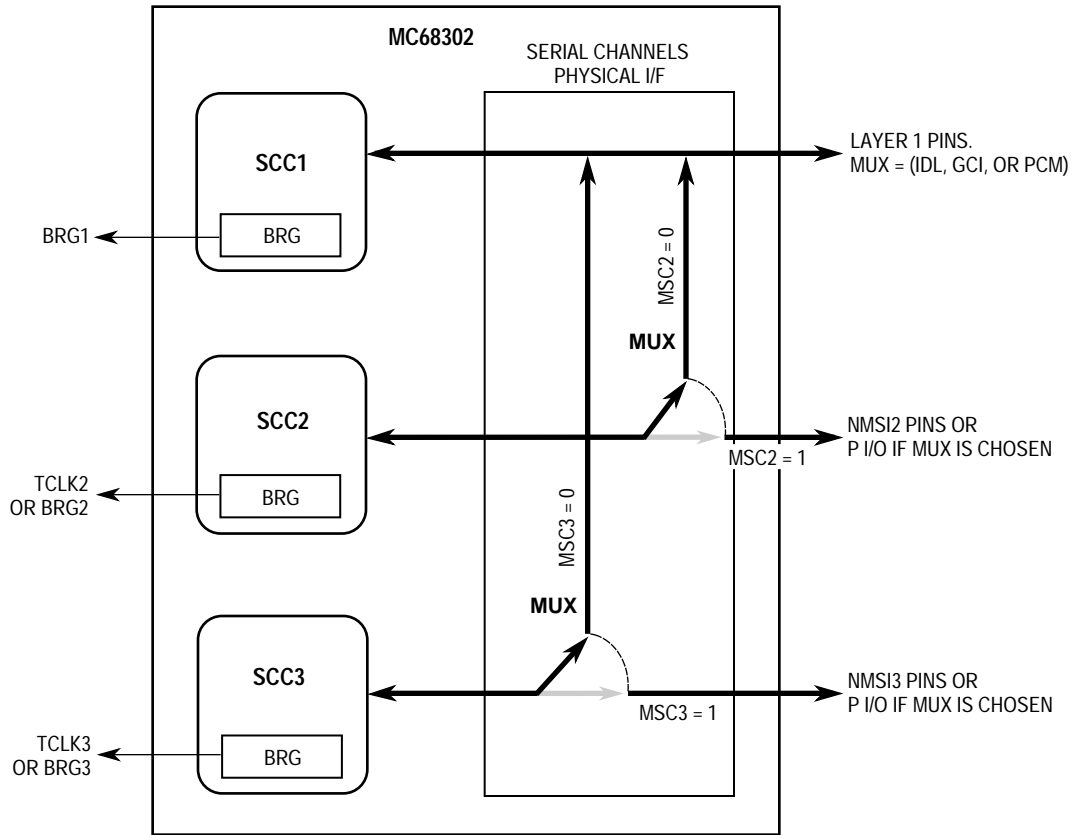 MC68302
SERIAL CHANNELS
PHYSICAL I/F
SCC1
LAYER 1 PINS.
MUX = (IDL, GCI, OR PCM)
BRG1
BRG
MSC2 = 0
MUX
SCC2
NMSI2 PINS OR
P I/O IF MUX IS CHOSEN
MSC2 = 1
TCLK2
OR BRG2
BRG
MSC3 = 0
MUX
SCC3
NMSI3 PINS OR
P I/O IF MUX IS CHOSEN
MSC3 = 1
TCLK3
OR BRG3
BRG